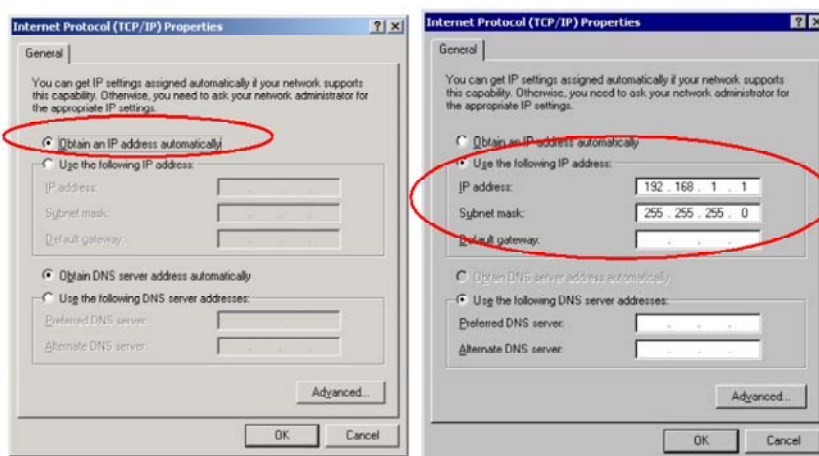 Internet Protocol (TCP/IP) Properties
General
You can get IP settings assigned automatically if your network supports
this capability. Otherwise, you need to ask your network administrator for
the appropriate IP settings.
Obtain an IP address automatically
Use the following IP address:
IP address:
Subnet mask:
Default gateway:
Obtain DNS server address automatically
Use the following DNS server addresses:
Preferred DNS server:
Alternate DNS server:
Advanced...
OK Cancel
Internet Protocol (TCP/IP) Properties
General
You can get IP settings assigned automatically if your network supports
this capability. Otherwise, you need to ask your network administrator for
the appropriate IP settings.
Obtain an IP address automatically
Use the following IP address:
IP address: 192 . 168 . 1 . 1
Subnet mask: 255 . 255 . 255 . 0
Default gateway:
Obtain DNS server address automatically
Use the following DNS server addresses:
Preferred DNS server:
Alternate DNS server:
Advanced...
OK Cancel